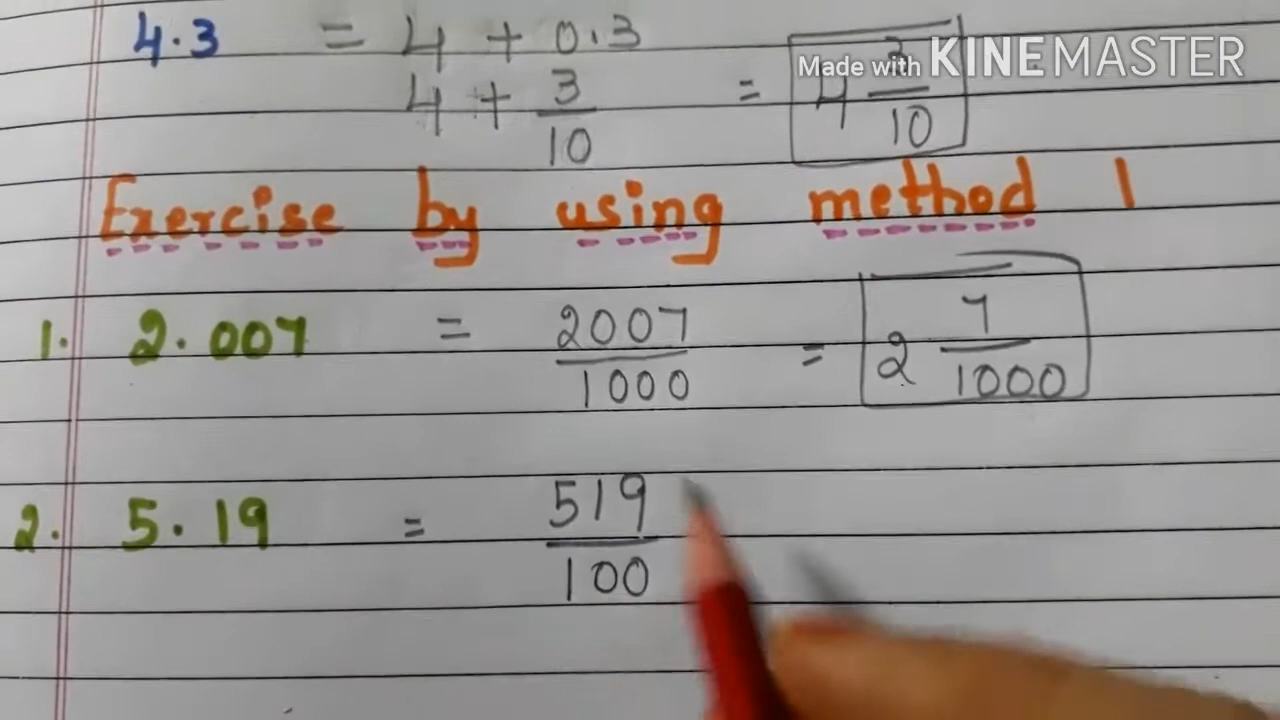 4.3 = 4 + 0.3
Made with KINEMASTER
4 + 3/10 = 4 3/10
Exercise by using method 1
1. 2.007 = 2007/1000 = 2 7/1000
2. 5.19 = 519/100